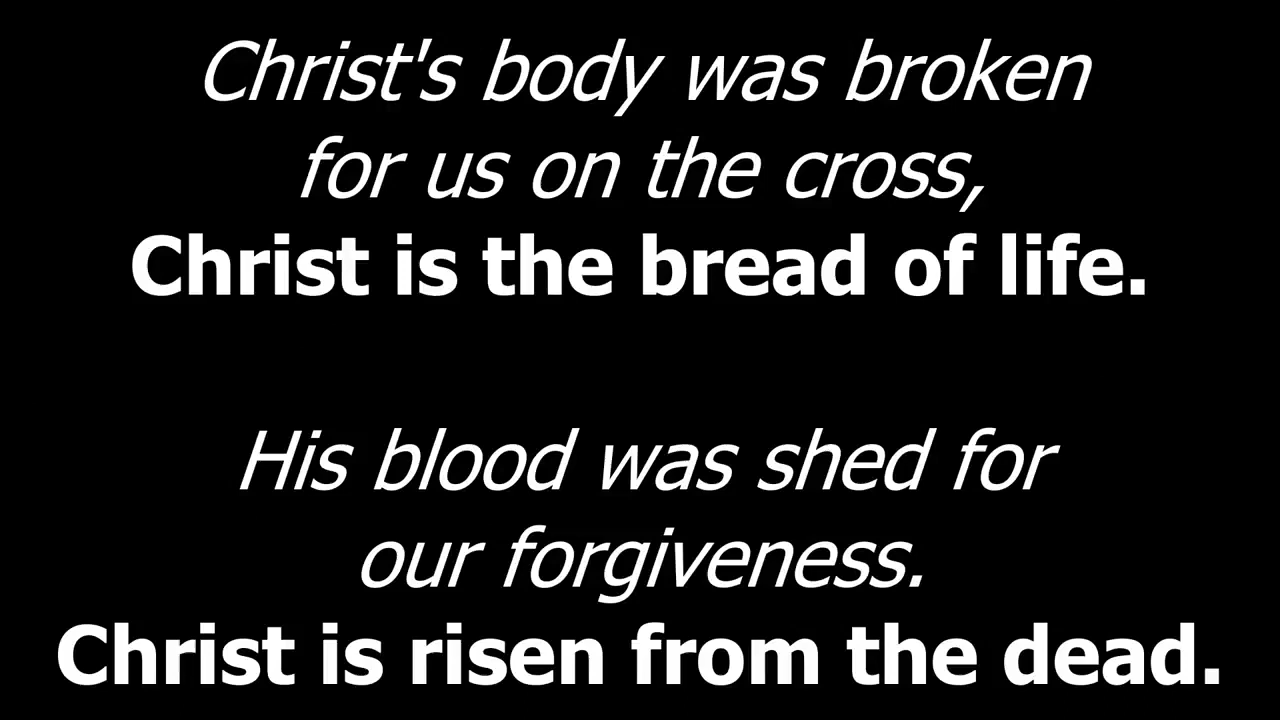 Christ's body was broken
for us on the cross,
Christ is the bread of life.
His blood was shed for
our forgiveness.
Christ is risen from the dead.